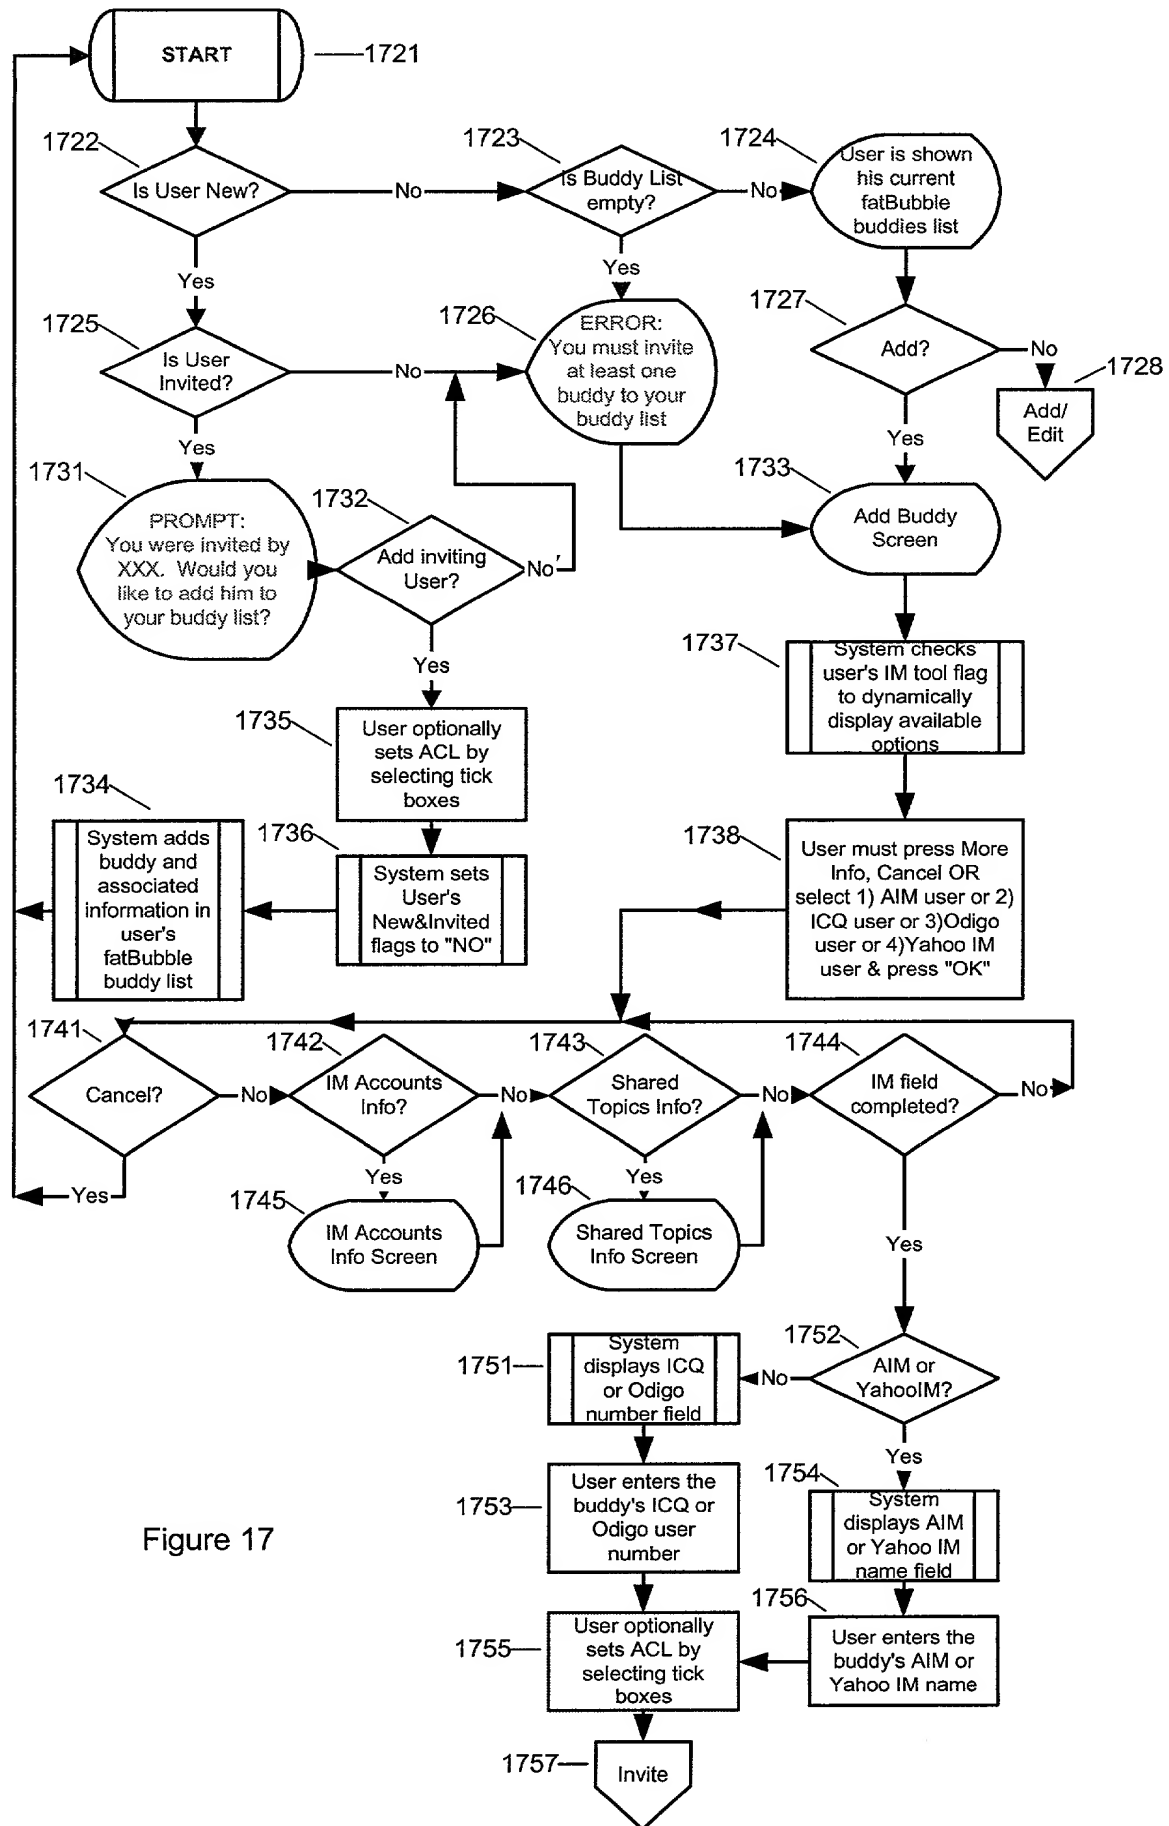 START
1721
1722
1723
1724
Is User New?
No
Is Buddy List
empty?
No
User is shown
his current
fatBubble
buddies list
Yes
Yes
1725
1726
1727
Is User
Invited?
No
ERROR:
You must invite
at least one
buddy to your
buddy list
Add?
No
1728
Add/
Edit
Yes
Yes
1731
1732
1733
PROMPT:
You were invited by
XXX. Would you
like to add him to
your buddy list?
Add inviting
User?
No
Add Buddy
Screen
Yes
1737
System checks
user's IM tool flag
to dynamically
display available
options
1735
User optionally
sets ACL by
selecting tick
boxes
1734
System adds
buddy and
associated
information in
user's
fatBubble
buddy list
1736
System sets
User's
New&Invited
flags to "NO"
1738
User must press More
Info, Cancel OR
select 1) AIM user or 2)
ICQ user or 3)Odigo
user or 4)Yahoo IM
user & press "OK"
1741
1742
1743
1744
Cancel?
No
IM Accounts
Info?
No
Shared
Topics Info?
No
IM field
completed?
No
Yes
Yes
Yes
1745
1746
IM Accounts
Info Screen
Shared Topics
Info Screen
Yes
1751
1752
System
displays ICQ
or Odigo
number field
No
AIM or
YahooIM?
Yes
1753
1754
User enters the
buddy's ICQ or
Odigo user
number
System
displays AIM
or Yahoo IM
name field
Figure 17
1755
1756
User optionally
sets ACL by
selecting tick
boxes
User enters the
buddy's AIM or
Yahoo IM name
1757
Invite